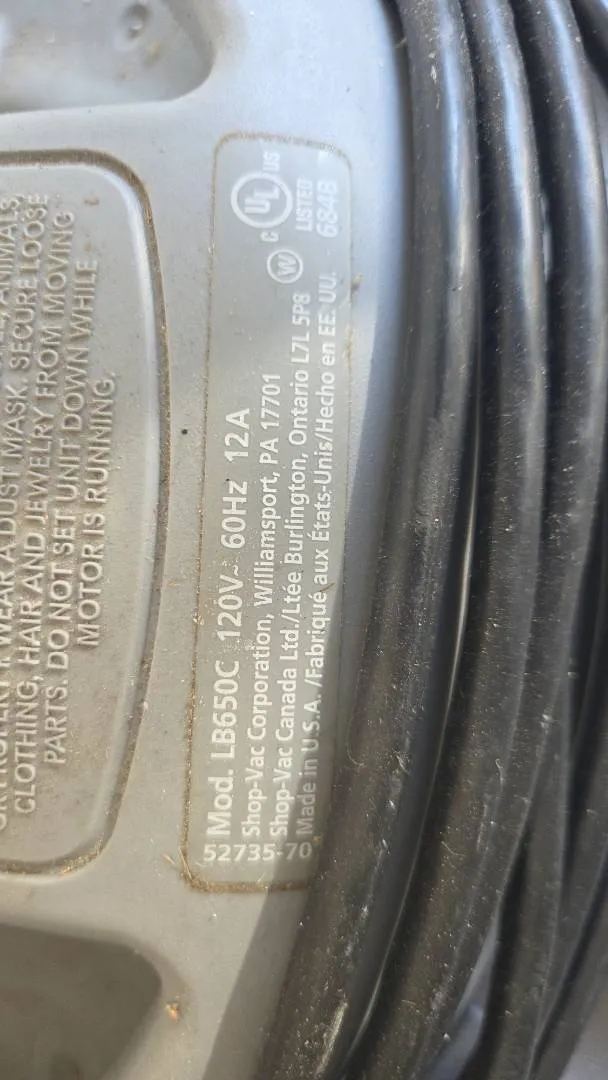 WEAR A DUST MASK. SECURE LOOSE
CLOTHING, HAIR AND JEWELRY FROM MOVING
PARTS. DO NOT SET UNIT DOWN WHILE
MOTOR IS RUNNING.
Mod. LB650C 120V~ 60Hz 12A
Shop-Vac Corporation, Williamsport, PA 17701
Shop-Vac Canada Ltd./Ltée Burlington, Ontario L7L 5P8
Made in U.S.A. /Fabriqué aux États-Unis/Hecho en EE. UU.
52735-70
W
C UL US
LISTED
684B